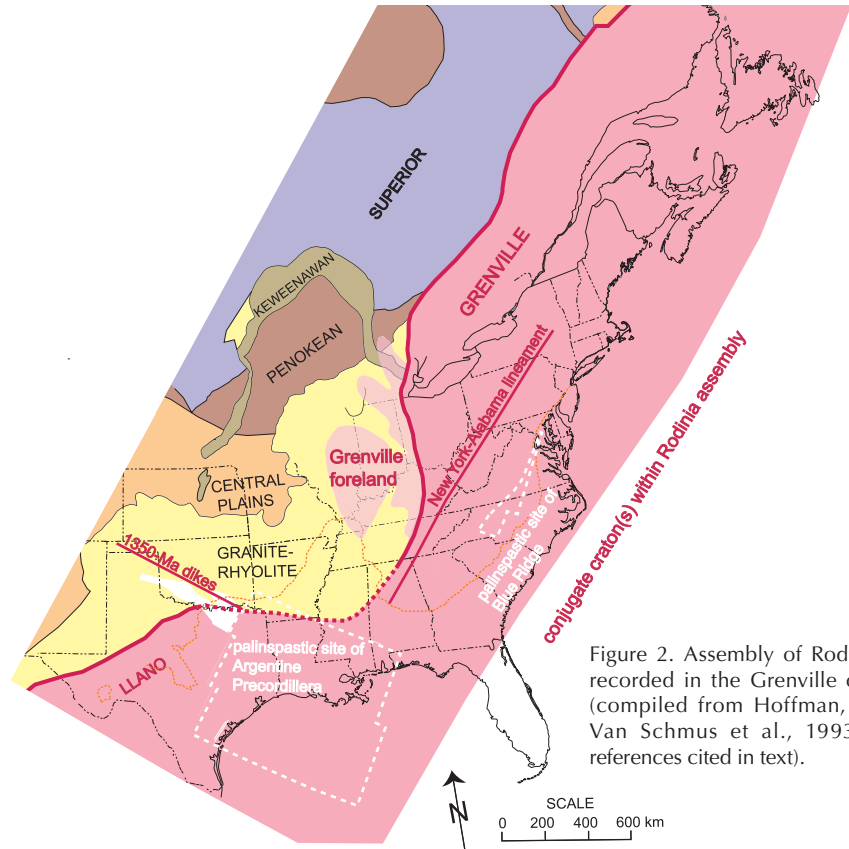 SUPERIOR
GRENVILLE
KEWEENAWAN
PENOKEAN
New York-Alabama lineament
conjugate craton(s) within Rodinia assembly
Grenville
foreland
CENTRAL
PLAINS
GRANITE-
RHYOLITE
1350-Ma dikes
palinspastic site of
Blue Ridge
LLANO
palinspastic site of
Argentine
Precordillera
Figure 2. Assembly of Rod
recorded in the Grenville
(compiled from Hoffman,
Van Schmus et al., 1993
references cited in text).
N
SCALE
0 200 400 600 km